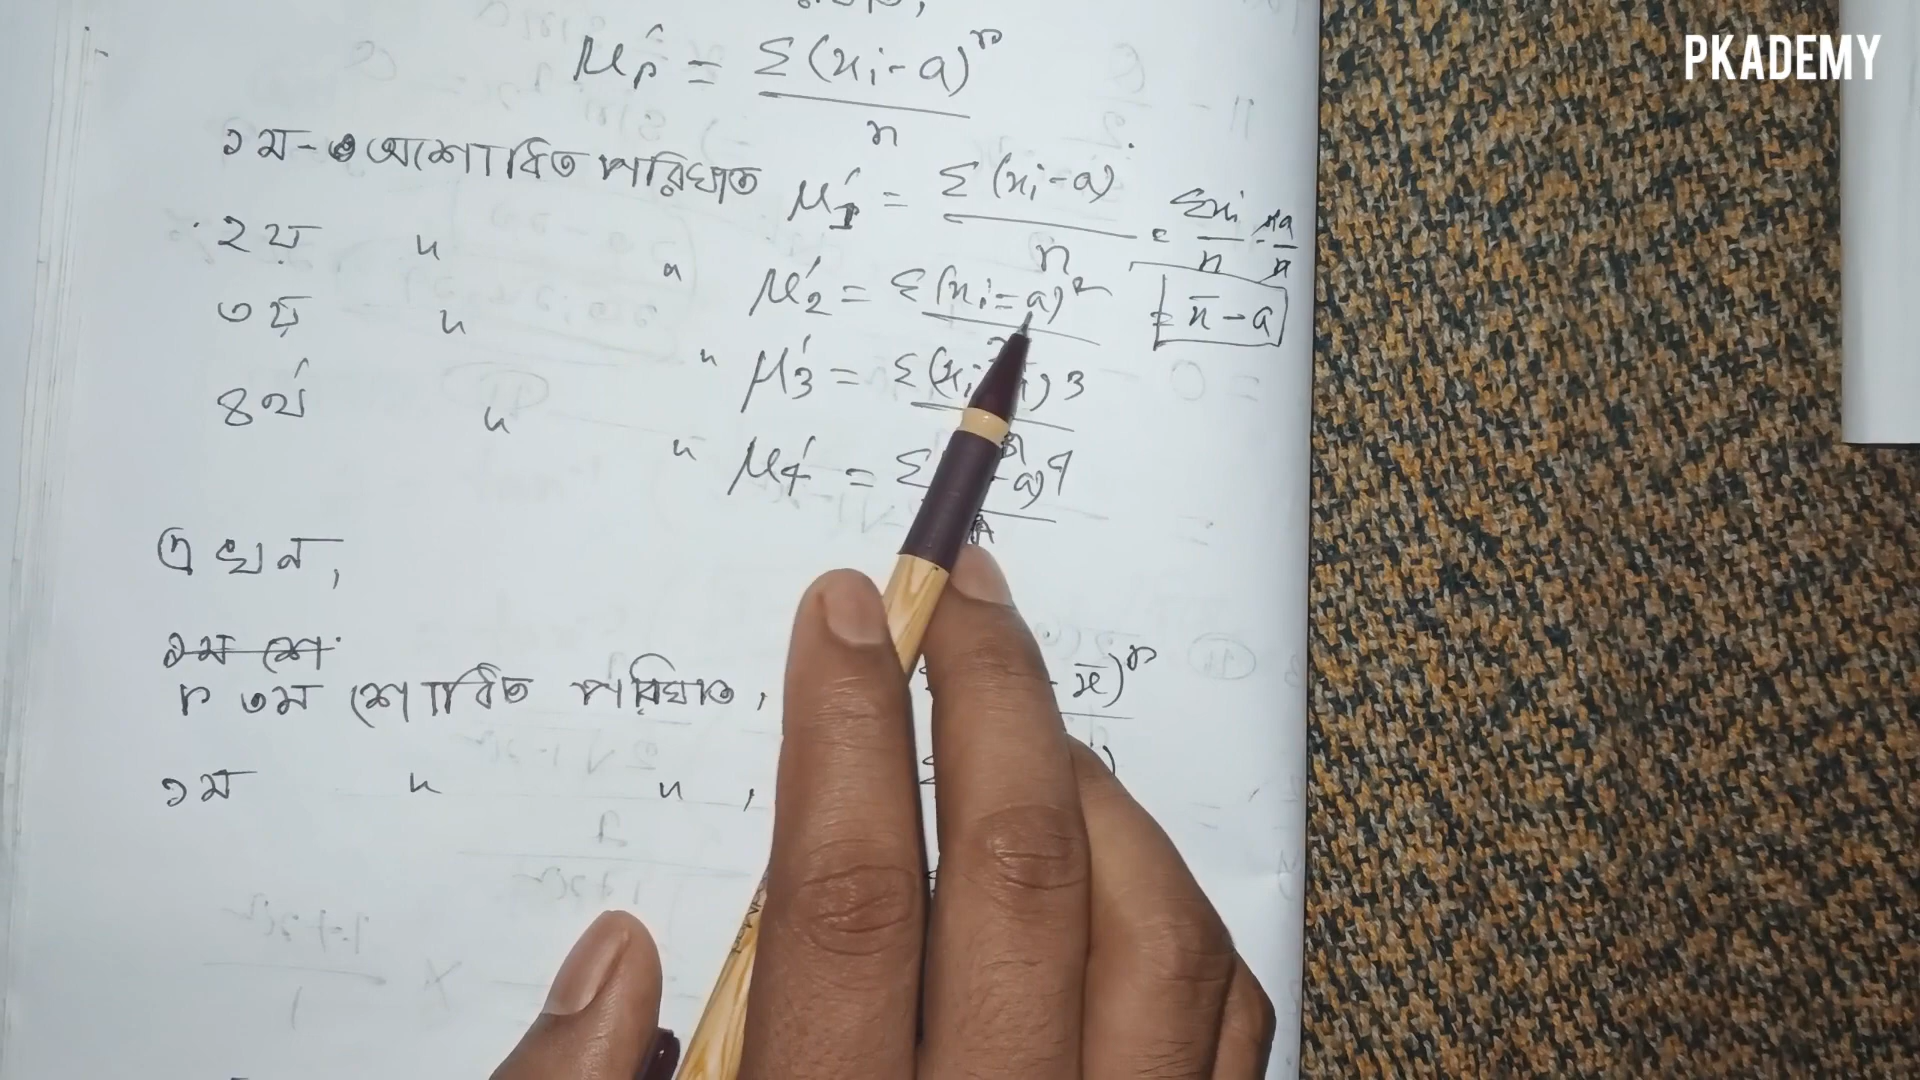 PKADEMY
μ́r = Σ(xi - a)^r / n
১ম - অশোধিত পরিঘাত μ′1 = Σ(xi - a) / n = Σxi / n - na / n
= x̄ - a
২য় " " μ′2 = Σ(xi - a)² / n
৩য় " " μ′3 = Σ(xi - a)3 / n
৪র্থ " " μ′4 = Σ - a)4 / n
এখন,
১ম শো
r তম শোধিত পরিঘাত, - x̄)^r
১ম " " , Σ )